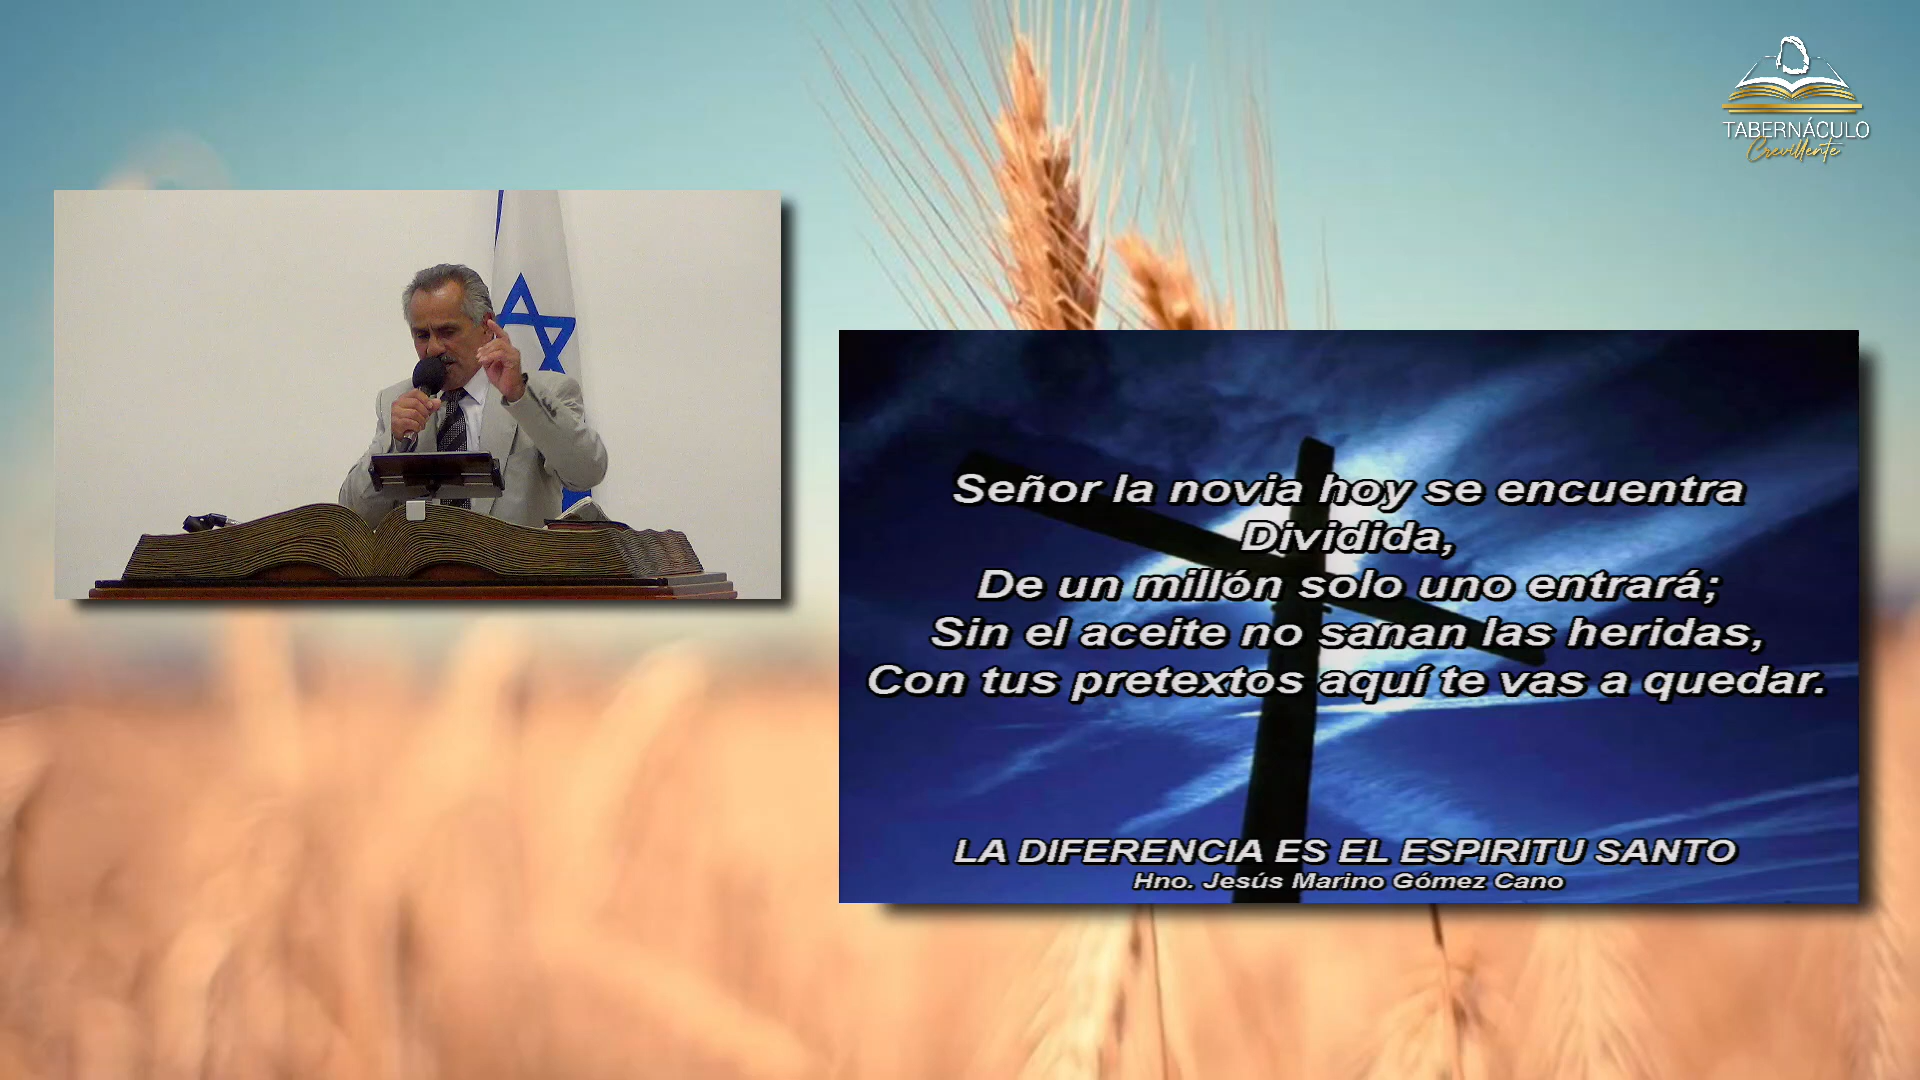 TABERNÁCULO
Crevillente
Señor la novia hoy se encuentra
Dividida,
De un millón solo uno entrará;
Sin el aceite no sanan las heridas,
Con tus pretextos aquí te vas a quedar.
LA DIFERENCIA ES EL ESPIRITU SANTO
Hno. Jesús Marino Gómez Cano